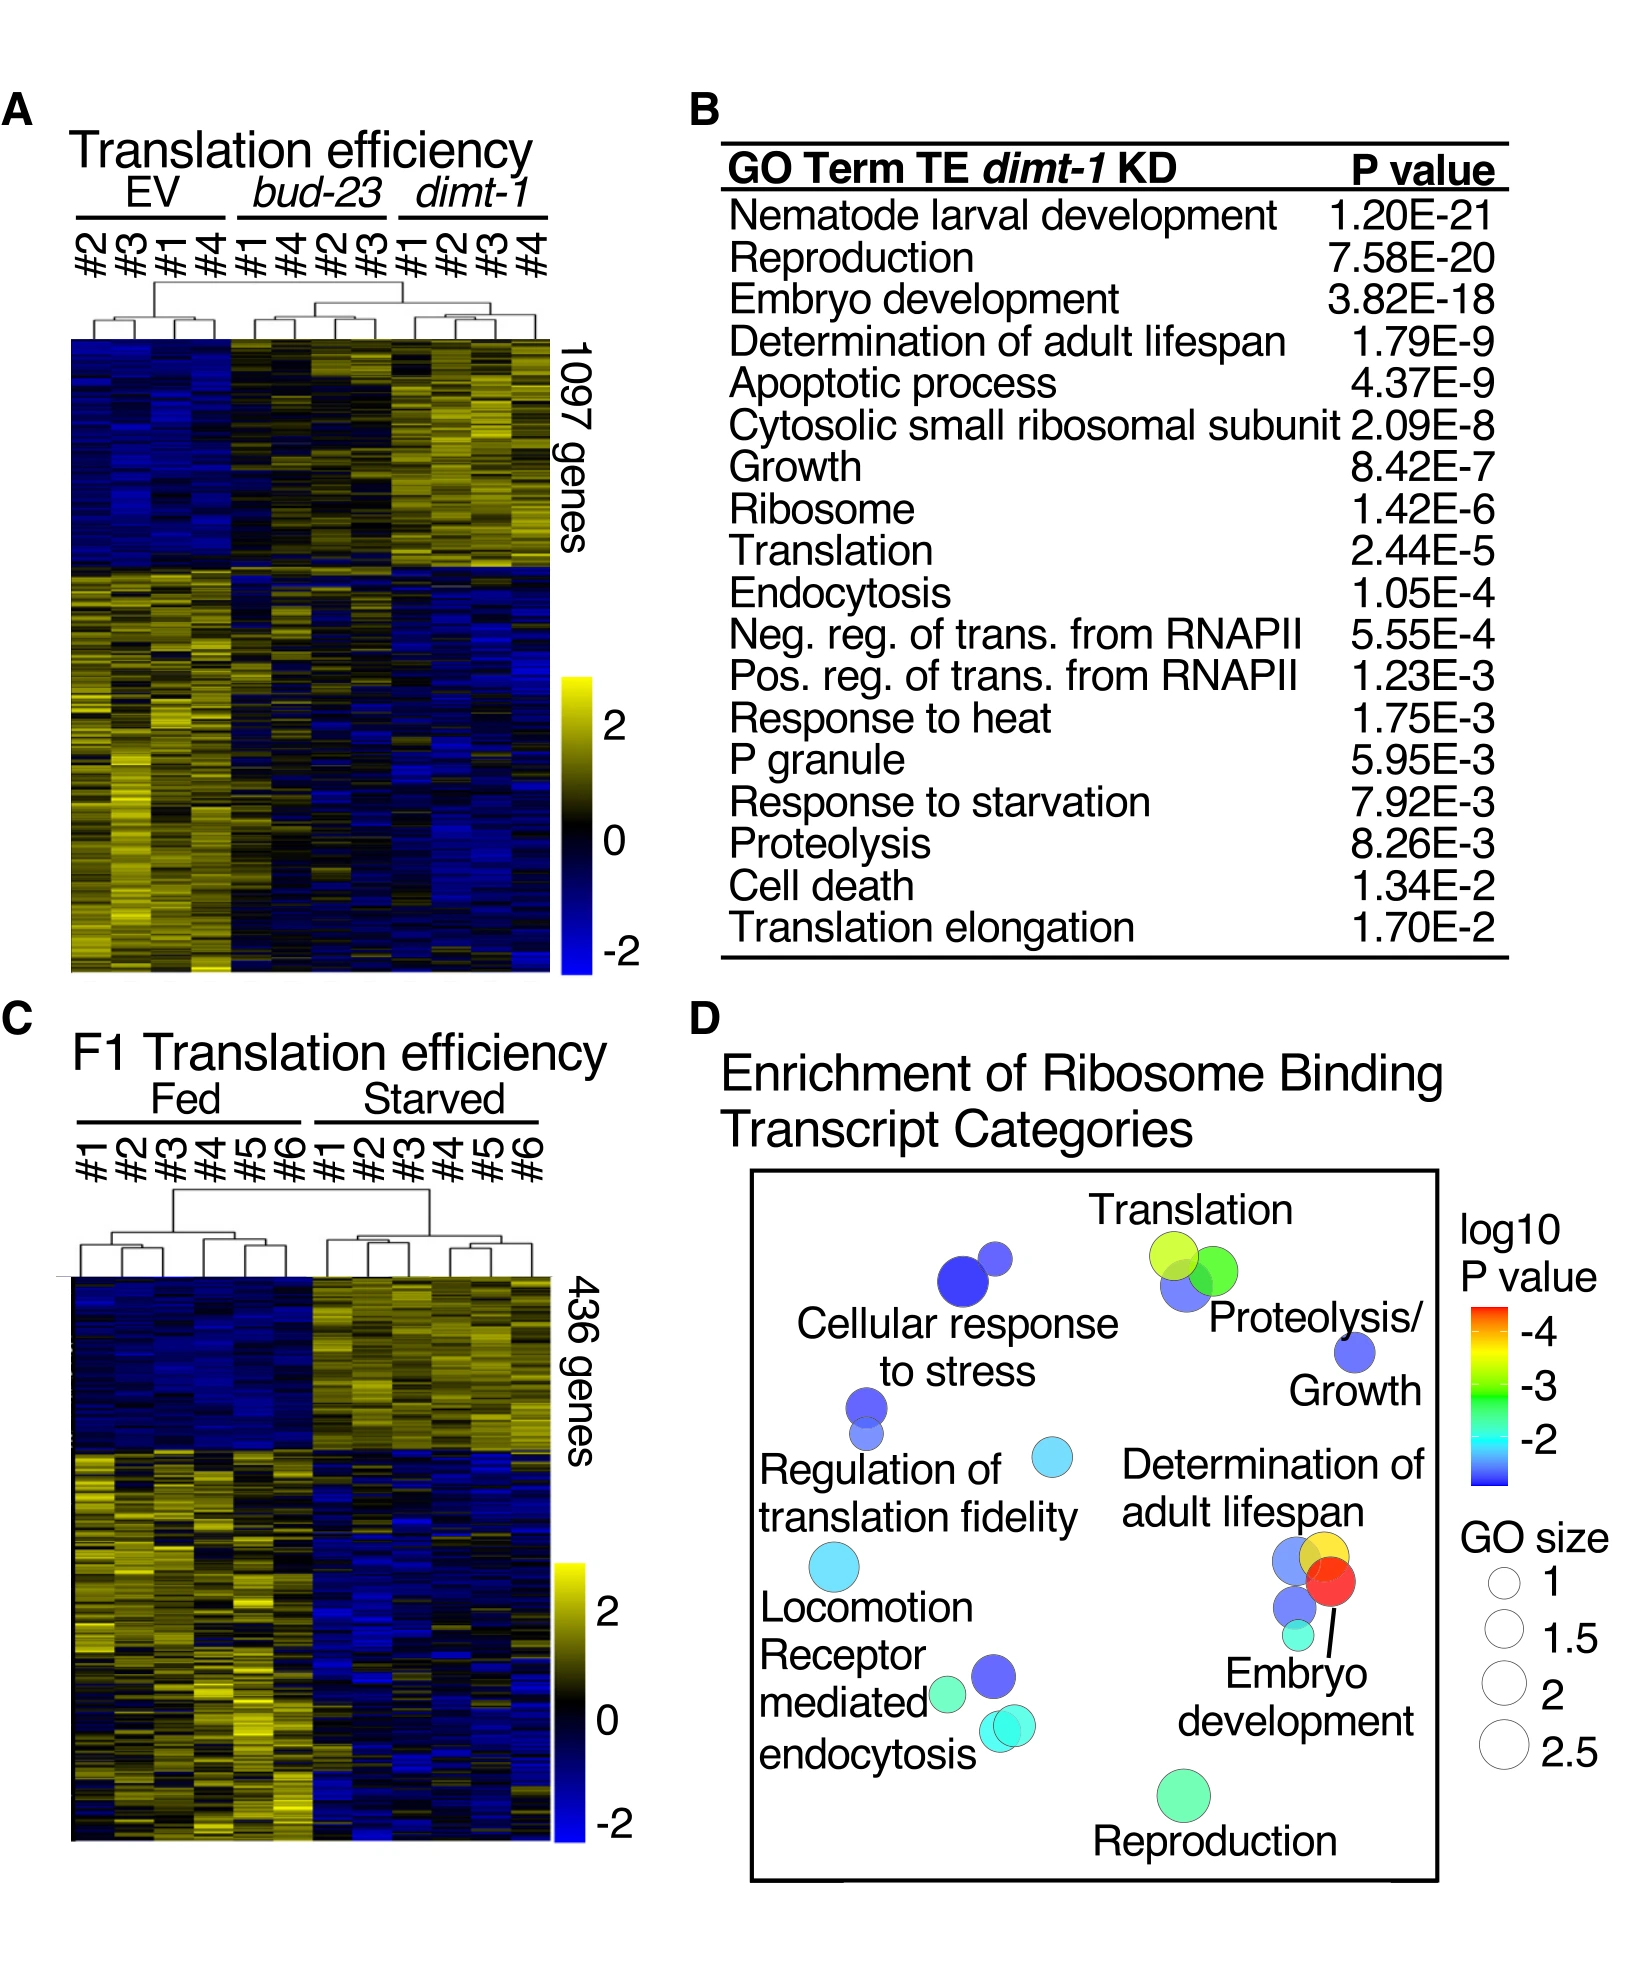 A
Translation efficiency
EV bud-23 dimt-1
#2 #3 #1 #4 #1 #4 #2 #3 #1 #2 #3 #4
1097 genes
2
0
-2
B
GO Term TE dimt-1 KD P value
Nematode larval development 1.20E-21
Reproduction 7.58E-20
Embryo development 3.82E-18
Determination of adult lifespan 1.79E-9
Apoptotic process 4.37E-9
Cytosolic small ribosomal subunit 2.09E-8
Growth 8.42E-7
Ribosome 1.42E-6
Translation 2.44E-5
Endocytosis 1.05E-4
Neg. reg. of trans. from RNAPII 5.55E-4
Pos. reg. of trans. from RNAPII 1.23E-3
Response to heat 1.75E-3
P granule 5.95E-3
Response to starvation 7.92E-3
Proteolysis 8.26E-3
Cell death 1.34E-2
Translation elongation 1.70E-2
C
F1 Translation efficiency
Fed Starved
#1 #2 #3 #4 #5 #6 #1 #2 #3 #4 #5 #6
436 genes
2
0
-2
D
Enrichment of Ribosome Binding
Transcript Categories
Translation
Cellular response
to stress
Proteolysis/
Growth
Regulation of
translation fidelity
Determination of
adult lifespan
Locomotion
Receptor
mediated
endocytosis
Embryo
development
Reproduction
log10
P value
-4
-3
-2
GO size
1
1.5
2
2.5